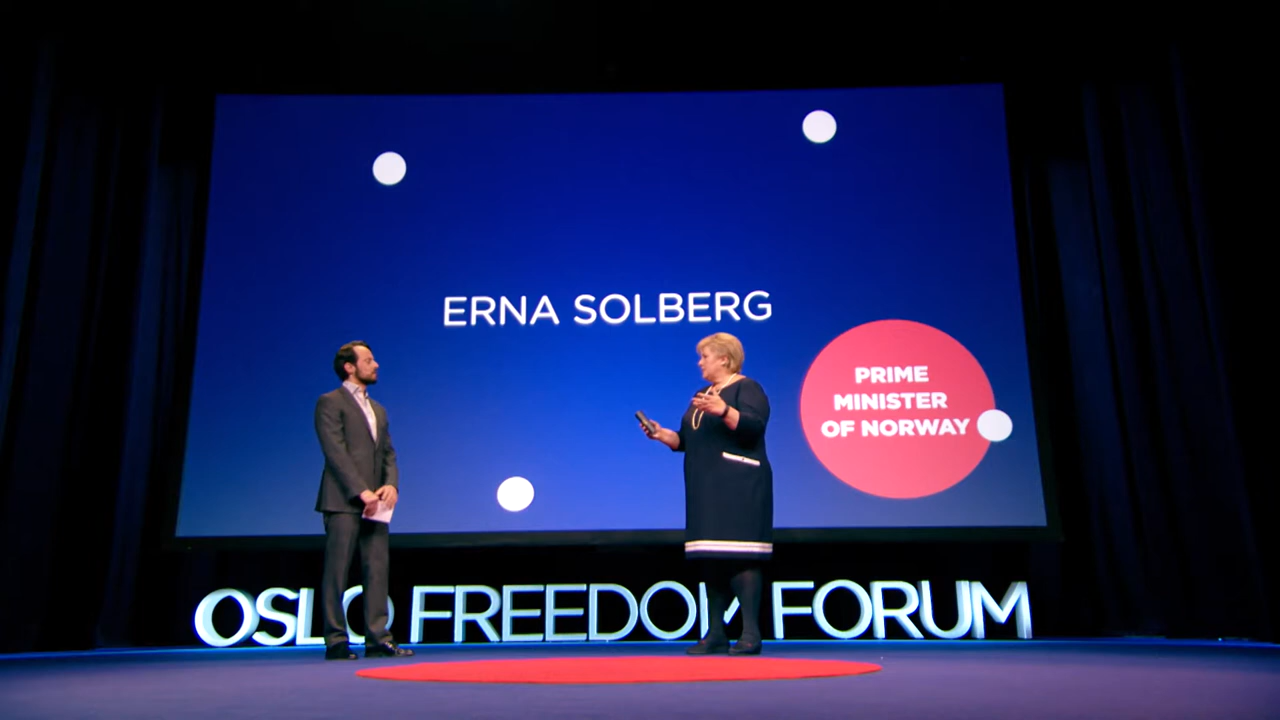 ERNA SOLBERG
PRIME
MINISTER
OF NORWAY
OSLO FREEDOM FORUM